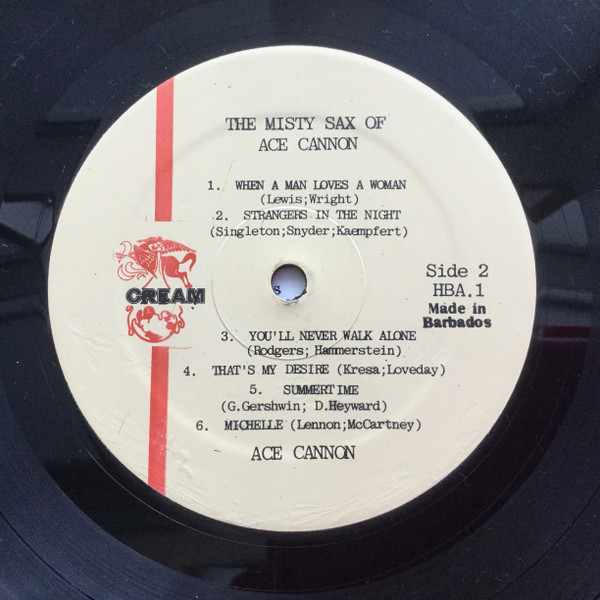 THE MISTY SAX OF
ACE CANNON
1. WHEN A MAN LOVES A WOMAN
(Lewis;Wright)
2. STRANGERS IN THE NIGHT
(Singleton;Snyder;Kaempfert)
CREAM
Side 2
HBA.1
Made in
Barbados
3. YOU'LL NEVER WALK ALONE
(Rodgers; Hammerstein)
4. THAT'S MY DESIRE (Kresa;Loveday)
5. SUMMERTIME
(G.Gershwin; D.Heyward)
6. MICHELLE (Lennon;McCartney)
ACE CANNON